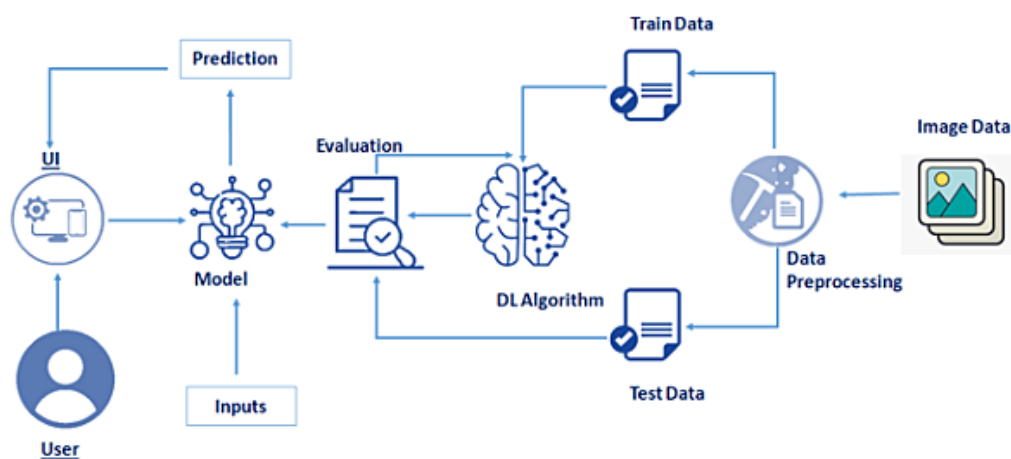 Train Data
Prediction
Image Data
Evaluation
UI
Data
Preprocessing
Model
DL Algorithm
Test Data
Inputs
User